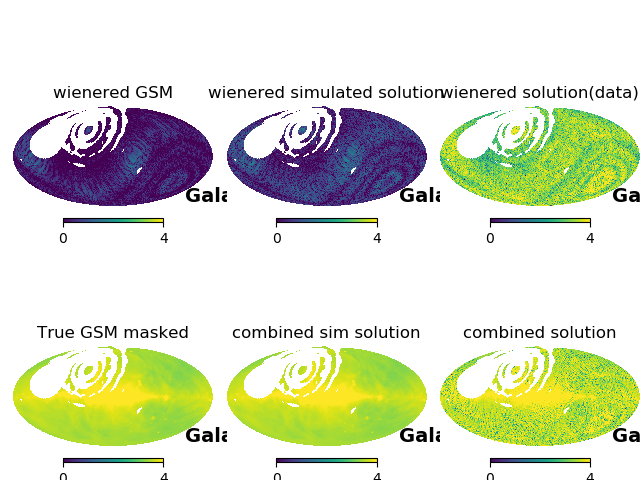 wienered GSM wienered simulated solution wienered solution(data)
Gala Gala Ga
0 4 0 4 0 4
True GSM masked combined sim solution combined solution
Gala Gala Ga
0 4 0 4 0 4